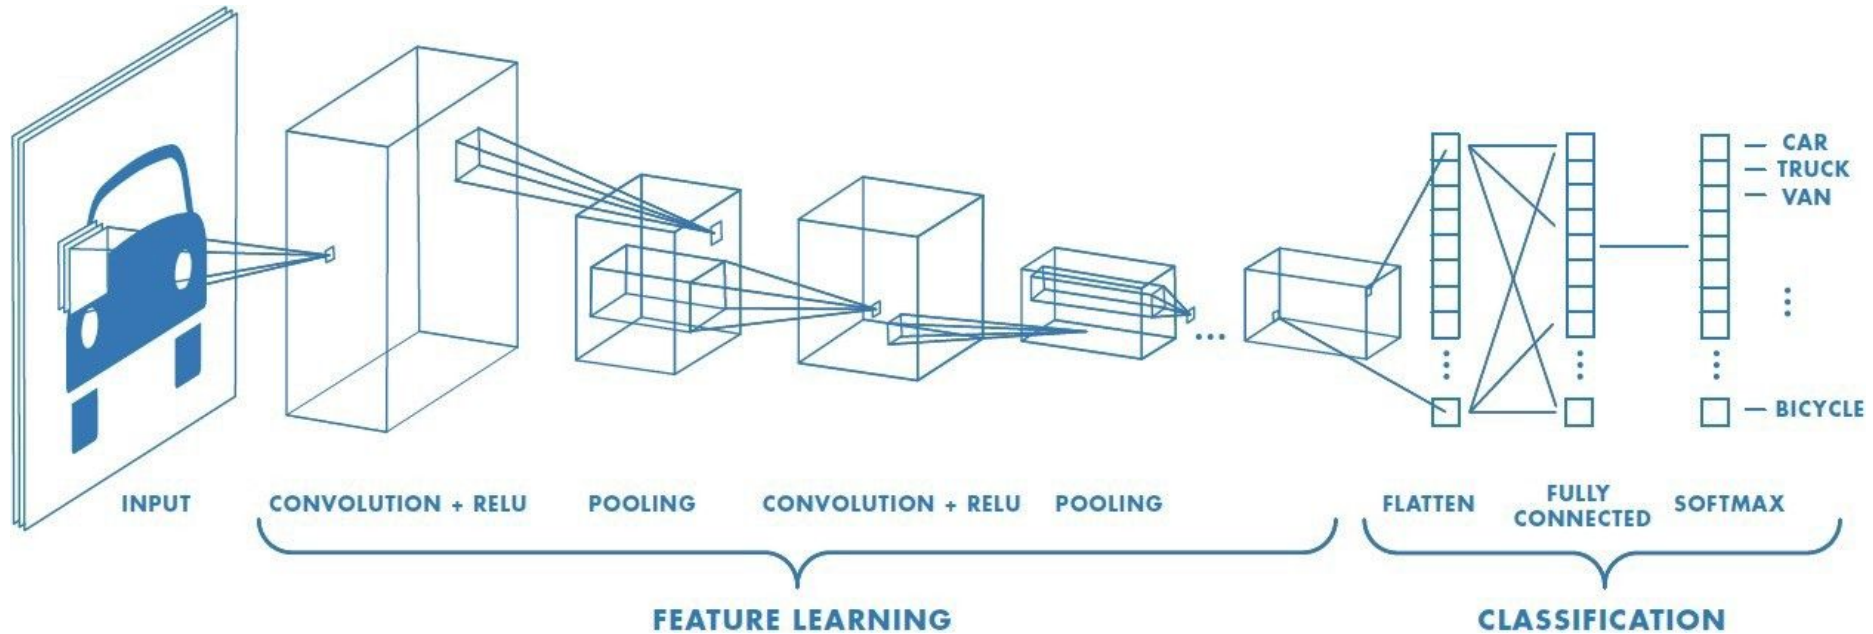 CAR
TRUCK
VAN
BICYCLE
INPUT
CONVOLUTION + RELU
POOLING
CONVOLUTION + RELU
POOLING
FLATTEN
FULLY
CONNECTED
SOFTMAX
FEATURE LEARNING
CLASSIFICATION